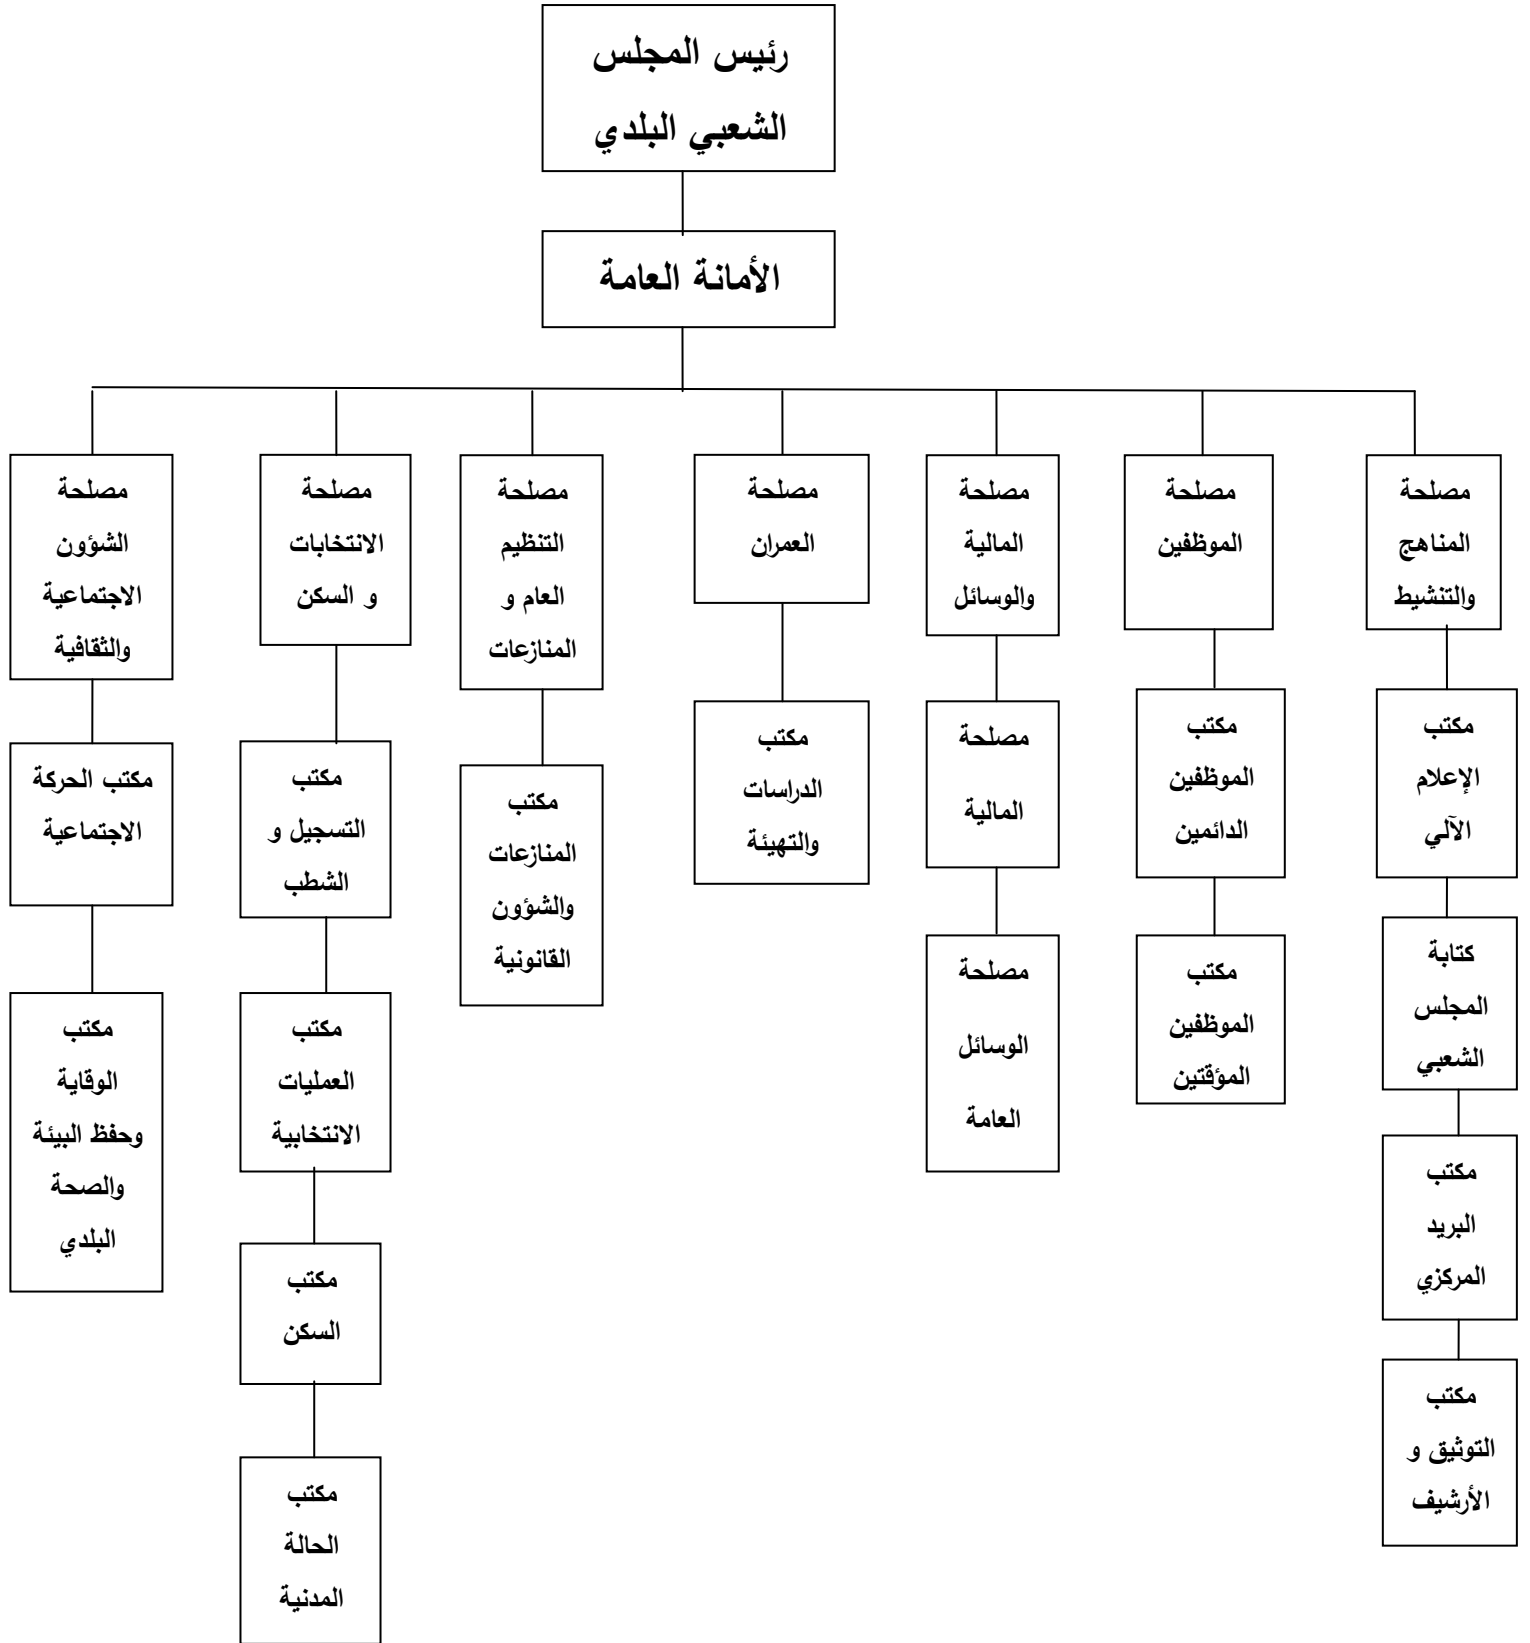 رئيس المجلس
الشعبي البلدي
الأمانة العامة
مصلحة
المناهج
والتنشيط
مكتب
الإعلام
الآلي
كتابة
المجلس
الشعبي
مكتب
البريد
المركزي
مكتب
التوثيق و
الأرشيف
مصلحة
الموظفين
مكتب
الموظفين
الدائمين
مكتب
الموظفين
المؤقتين
مصلحة
المالية
والوسائل
مصلحة
المالية
مصلحة
الوسائل
العامة
مصلحة
العمران
مكتب
الدراسات
والتهيئة
مصلحة
التنظيم
العام و
المنازعات
مكتب
المنازعات
والشؤون
القانونية
مصلحة
الانتخابات
و السكن
مكتب
التسجيل و
الشطب
مكتب
العمليات
الانتخابية
مكتب
السكن
مكتب
الحالة
المدنية
مصلحة
الشؤون
الاجتماعية
والثقافية
مكتب الحركة
الاجتماعية
مكتب
الوقاية
وحفظ البيئة
والصحة
البلدي